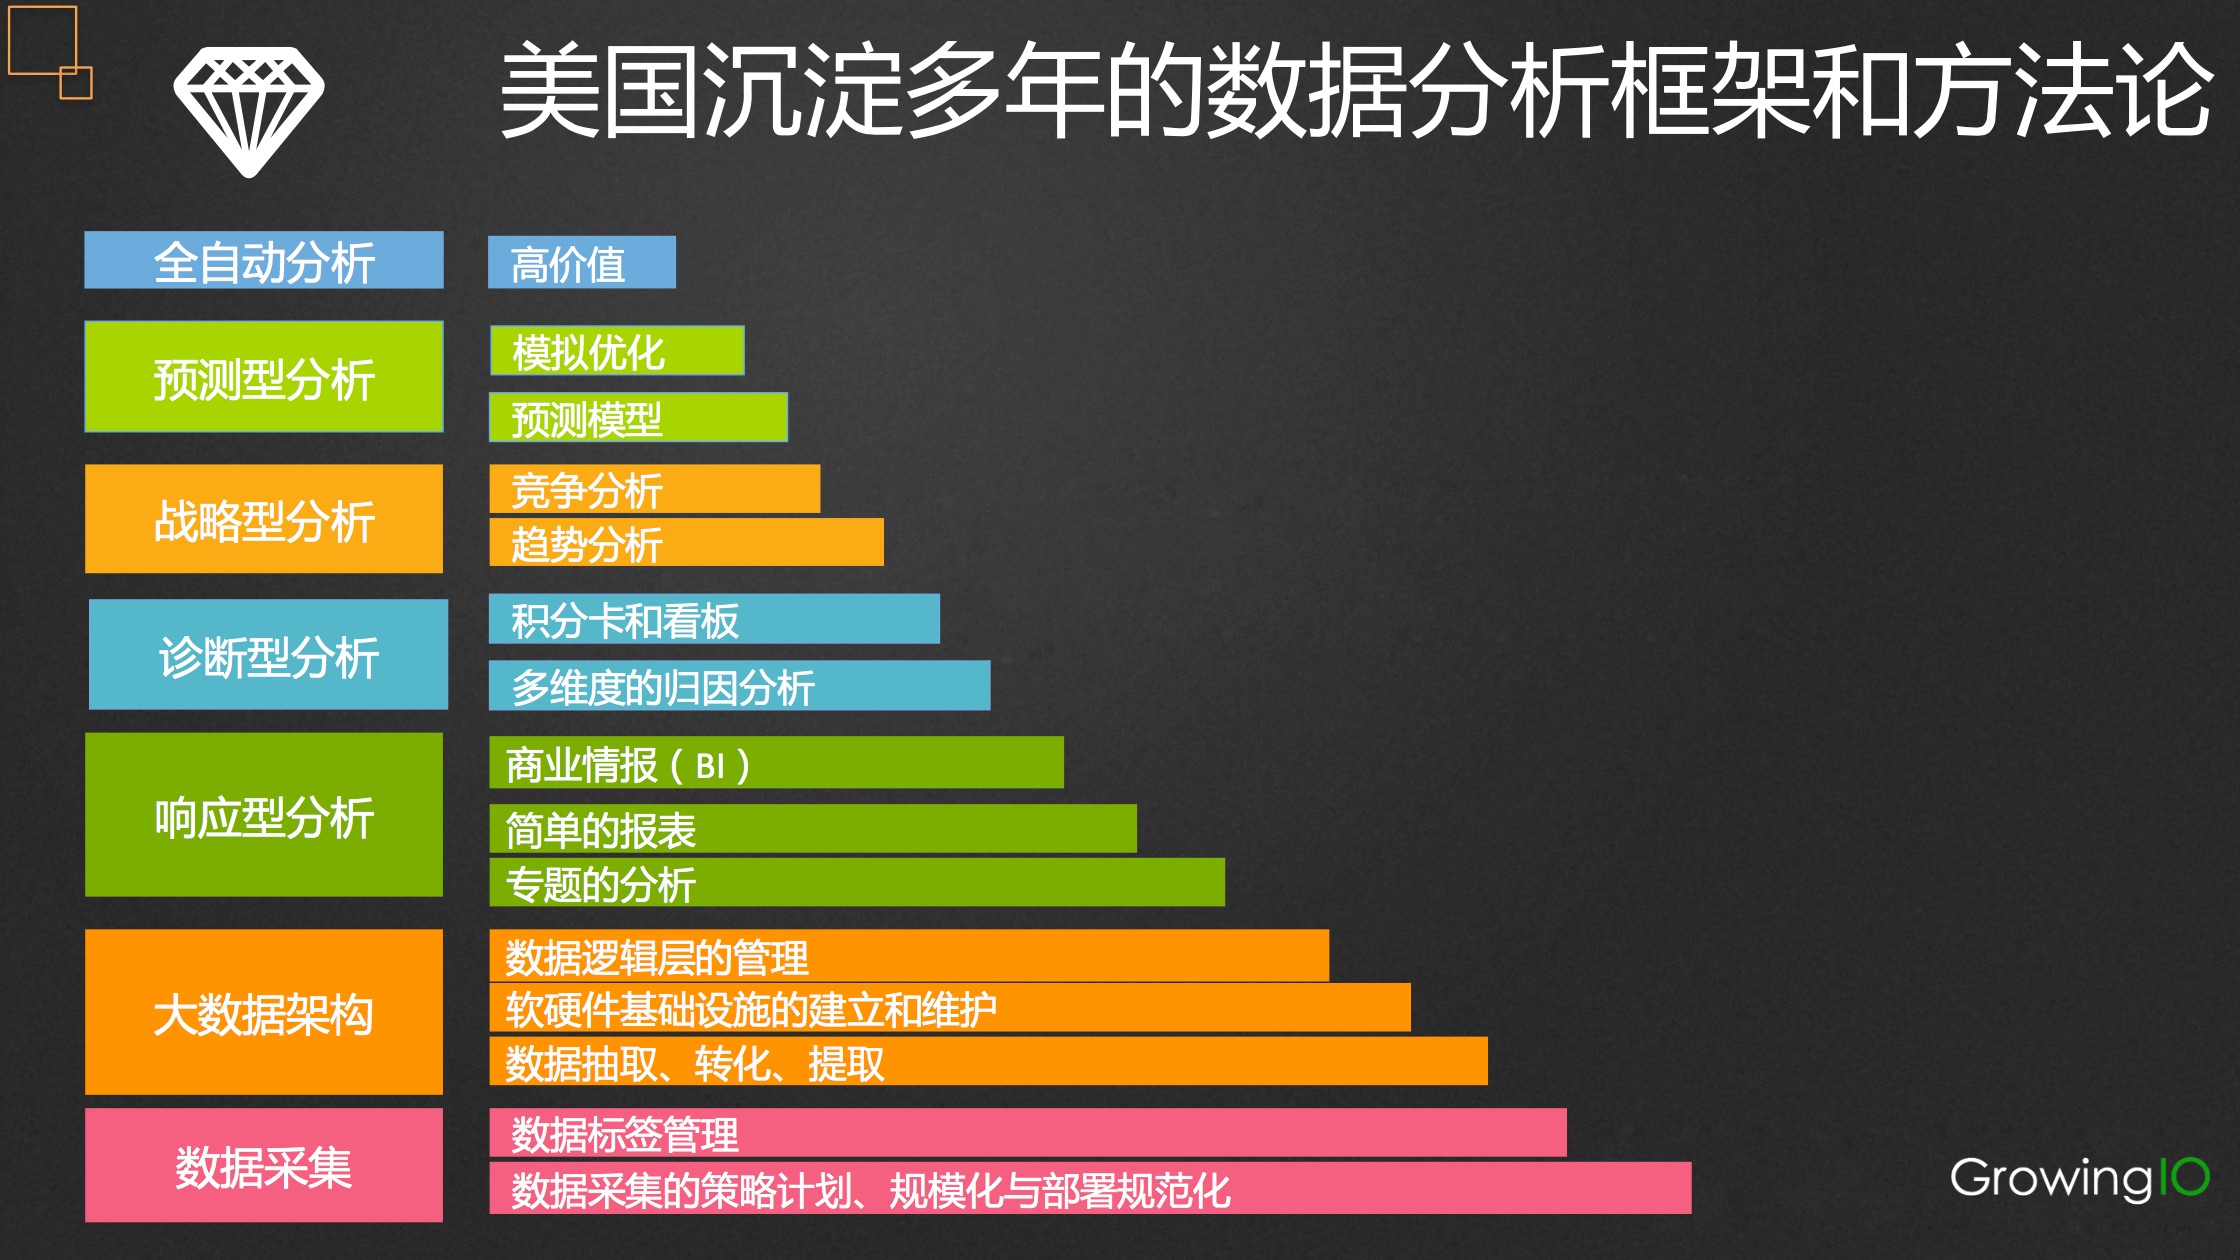 美国沉淀多年的数据分析框架和方法论
全自动分析
高价值
预测型分析
模拟优化
预测模型
战略型分析
竞争分析
趋势分析
诊断型分析
积分卡和看板
多维度的归因分析
响应型分析
商业情报（BI）
简单的报表
专题的分析
大数据架构
数据逻辑层的管理
软硬件基础设施的建立和维护
数据抽取、转化、提取
数据采集
数据标签管理
数据采集的策略计划、规模化与部署规范化
GrowingIO